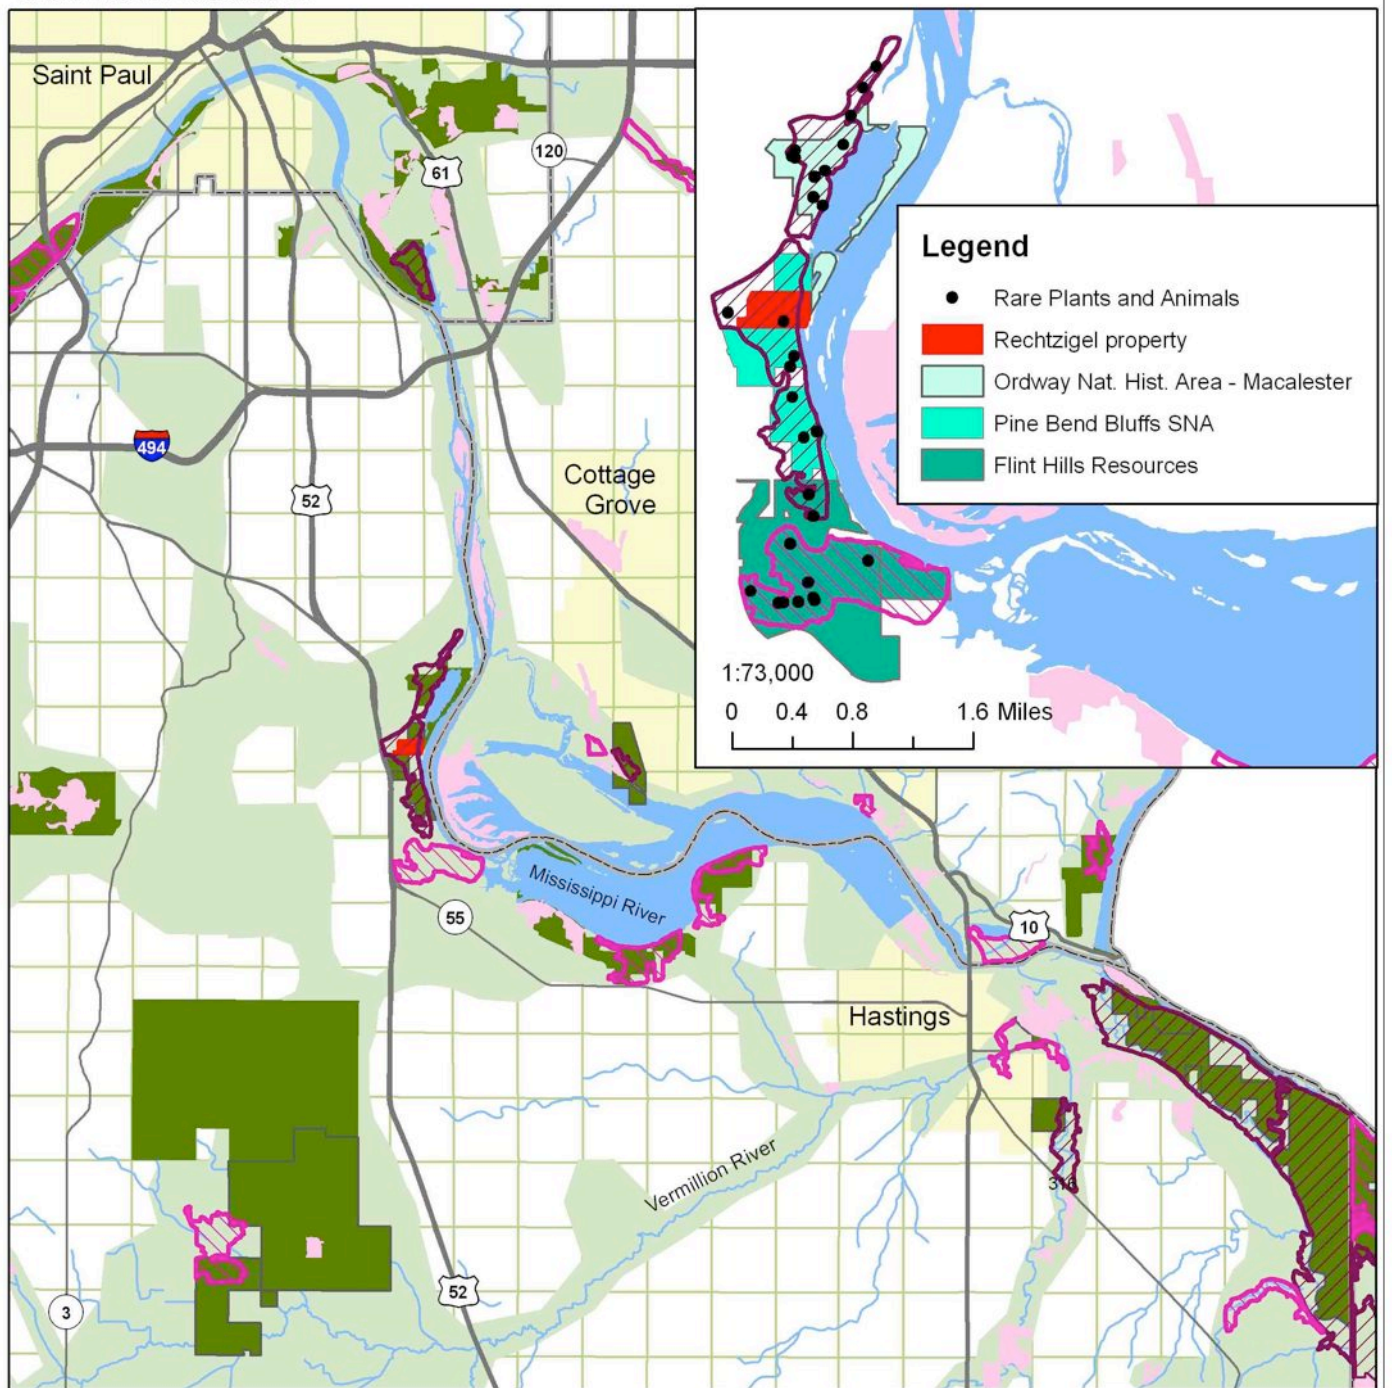 Saint Paul
61
120
494
52
Cottage
Grove
Legend
Rare Plants and Animals
Rechtzigel property
Ordway Nat. Hist. Area - Macalester
Pine Bend Bluffs SNA
Flint Hills Resources
1:73,000
0 0.4 0.8 1.6 Miles
Mississippi River
55
10
Hastings
Vermillion River
316
52
3